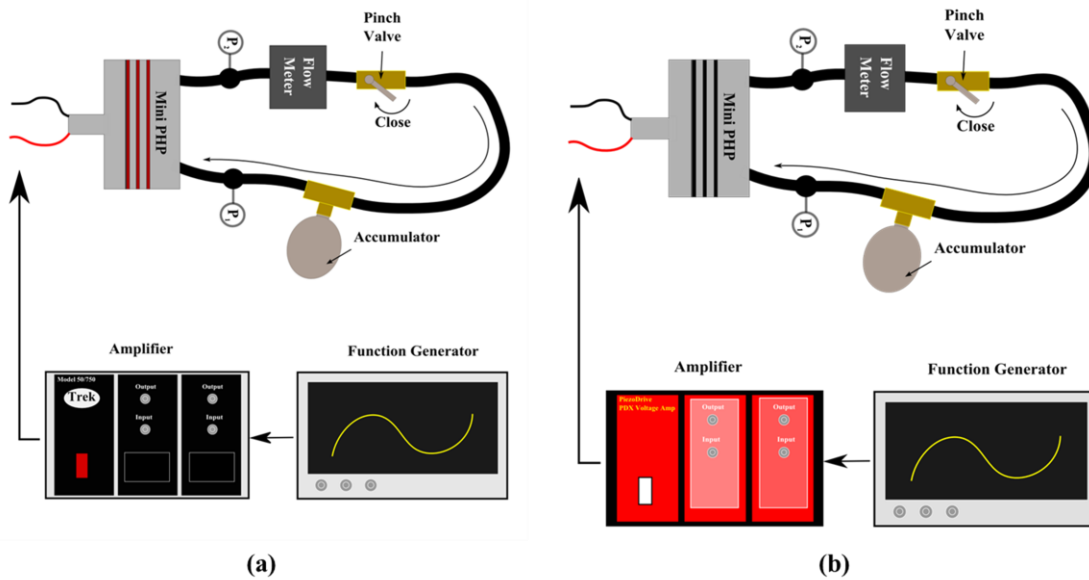 Pinch
Valve
P2
Flow
Meter
Mini PHP
Close
P1
Accumulator
Amplifier
Function Generator
Model 50/750
Trek
Output
Output
Input
Input
(a)
Pinch
Valve
P2
Flow
Meter
Mini PHP
Close
P1
Accumulator
Amplifier
Function Generator
PiezoDrive
PDX Voltage Amp
Output
Output
Input
Input
(b)